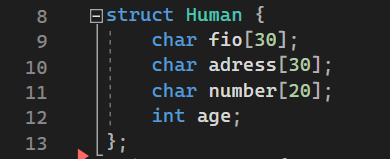 8 struct Human {
9 char fio[30];
10 char adress[30];
11 char number[20];
12 int age;
13 };